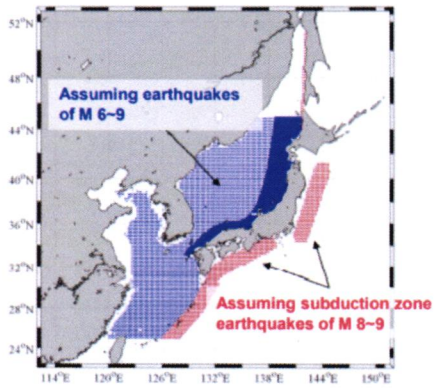 52°N
Assuming earthquakes
of M 6~9
48°N
44°N
40°N
36°N
32°N
28°N
24°N
Assuming subduction zone
earthquakes of M 8~9
114°E 120°E 126°E 132°E 138°E 144°E 150°E